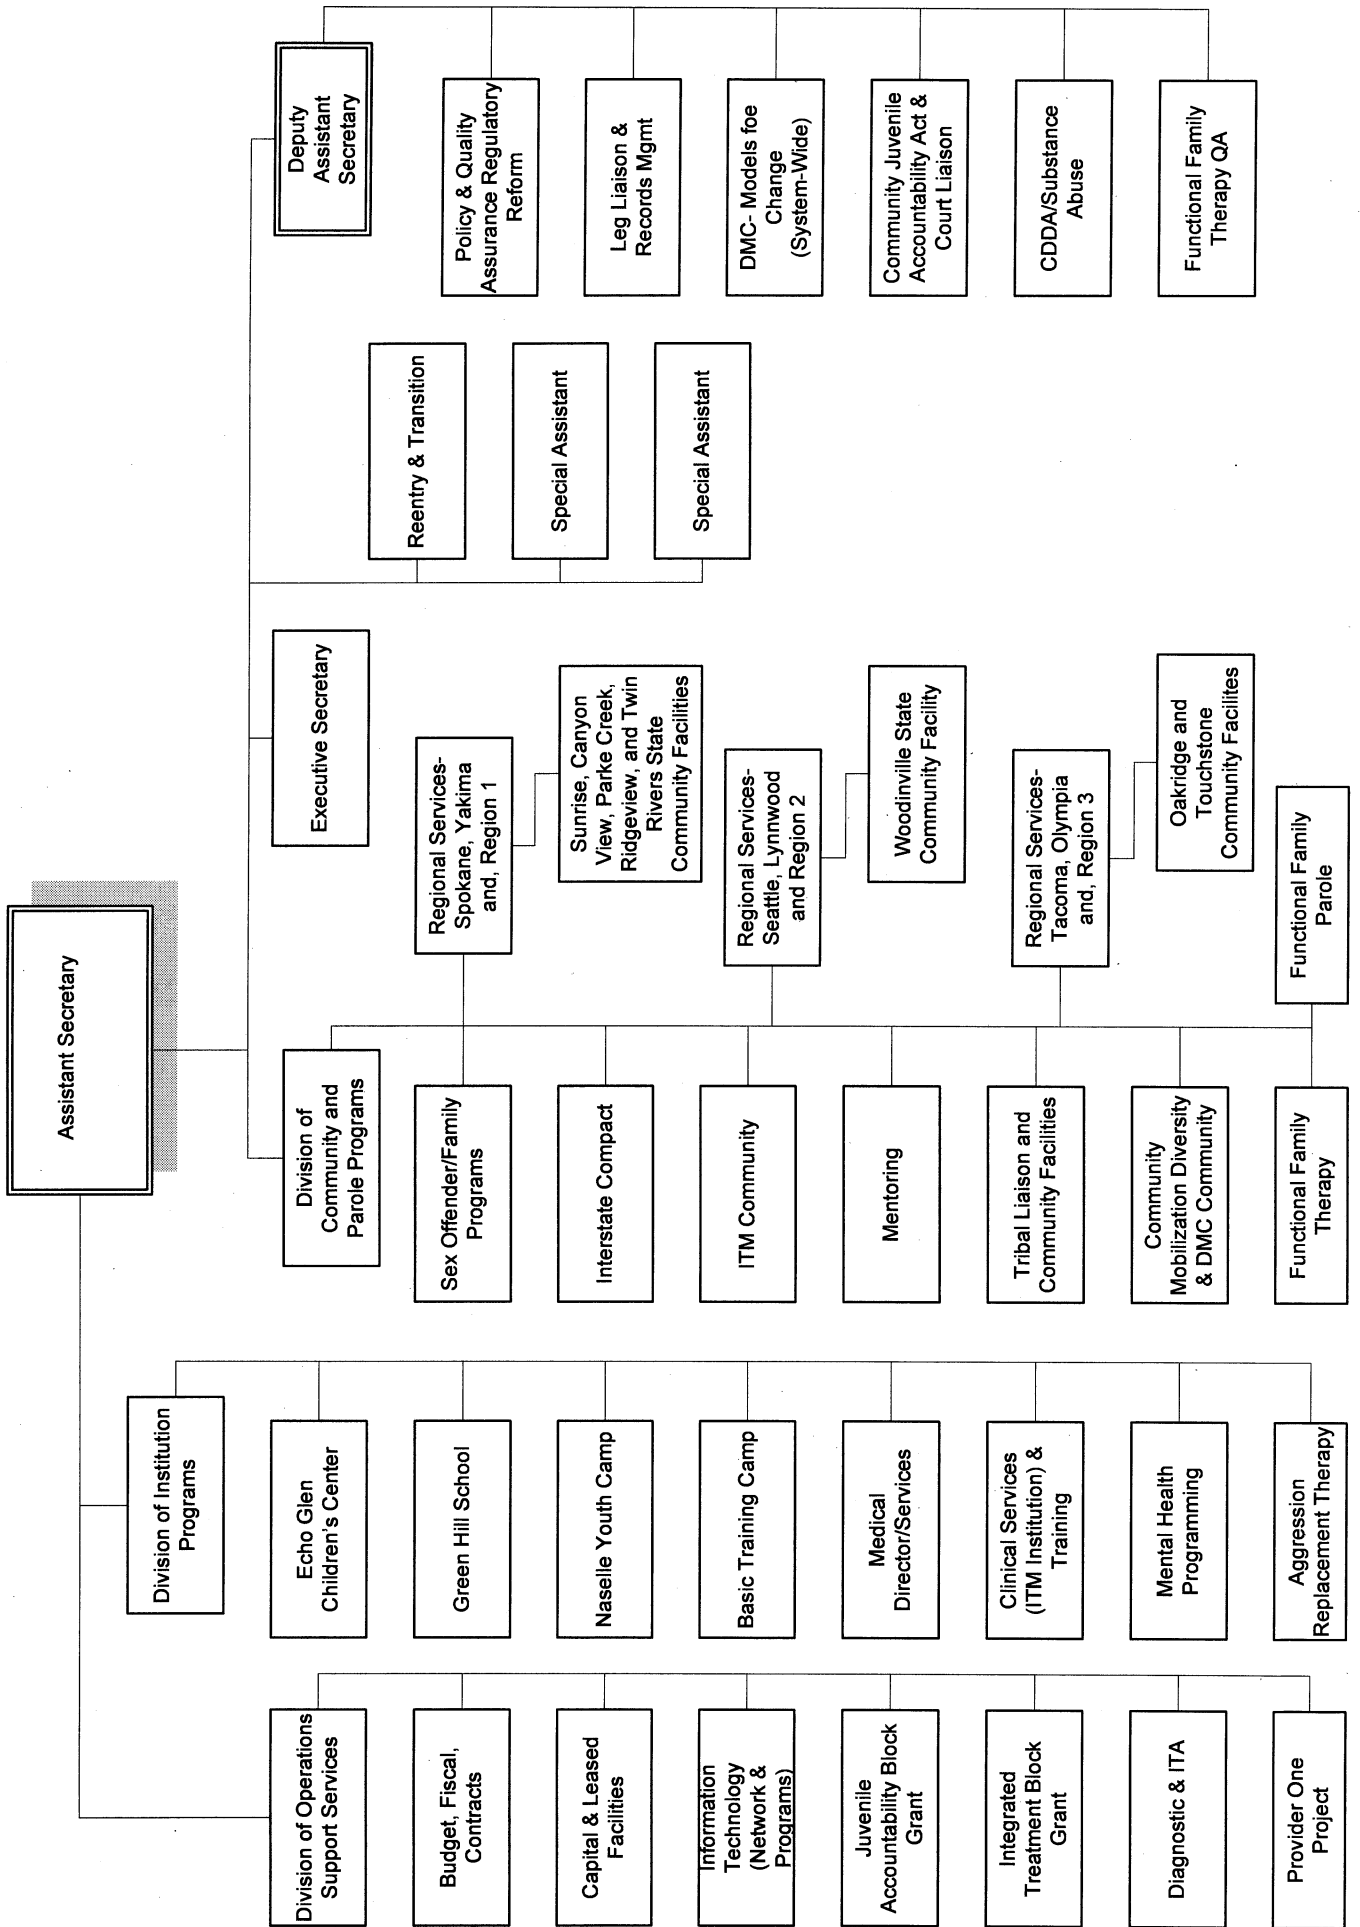 Assistant Secretary
Division of Operations
Support Services
Budget, Fiscal,
Contracts
Capital & Leased
Facilities
Information
Technology
(Network &
Programs)
Juvenile
Accountability Block
Grant
Integrated
Treatment Block
Grant
Diagnostic & ITA
Provider One
Project
Division of Institution
Programs
Echo Glen
Children's Center
Green Hill School
Naselle Youth Camp
Basic Training Camp
Medical
Director/Services
Clinical Services
(ITM Institution) &
Training
Mental Health
Programming
Aggression
Replacement Therapy
Division of
Community and
Parole Programs
Sex Offender/Family
Programs
Interstate Compact
ITM Community
Mentoring
Tribal Liaison and
Community Facilities
Community
Mobilization Diversity
& DMC Community
Functional Family
Therapy
Regional Services-
Spokane, Yakima
and, Region 1
Sunrise, Canyon
View, Parke Creek,
Ridgeview, and Twin
Rivers State
Community Facilities
Regional Services-
Seattle, Lynnwood
and Region 2
Woodinville State
Community Facility
Regional Services-
Tacoma, Olympia
and, Region 3
Oakridge and
Touchstone
Community Facilites
Functional Family
Parole
Executive Secretary
Reentry & Transition
Special Assistant
Special Assistant
Deputy
Assistant
Secretary
Policy & Quality
Assurance Regulatory
Reform
Leg Liaison &
Records Mgmt
DMC- Models foe
Change
(System-Wide)
Community Juvenile
Accountability Act &
Court Liaison
CDDA/Substance
Abuse
Functional Family
Therapy QA